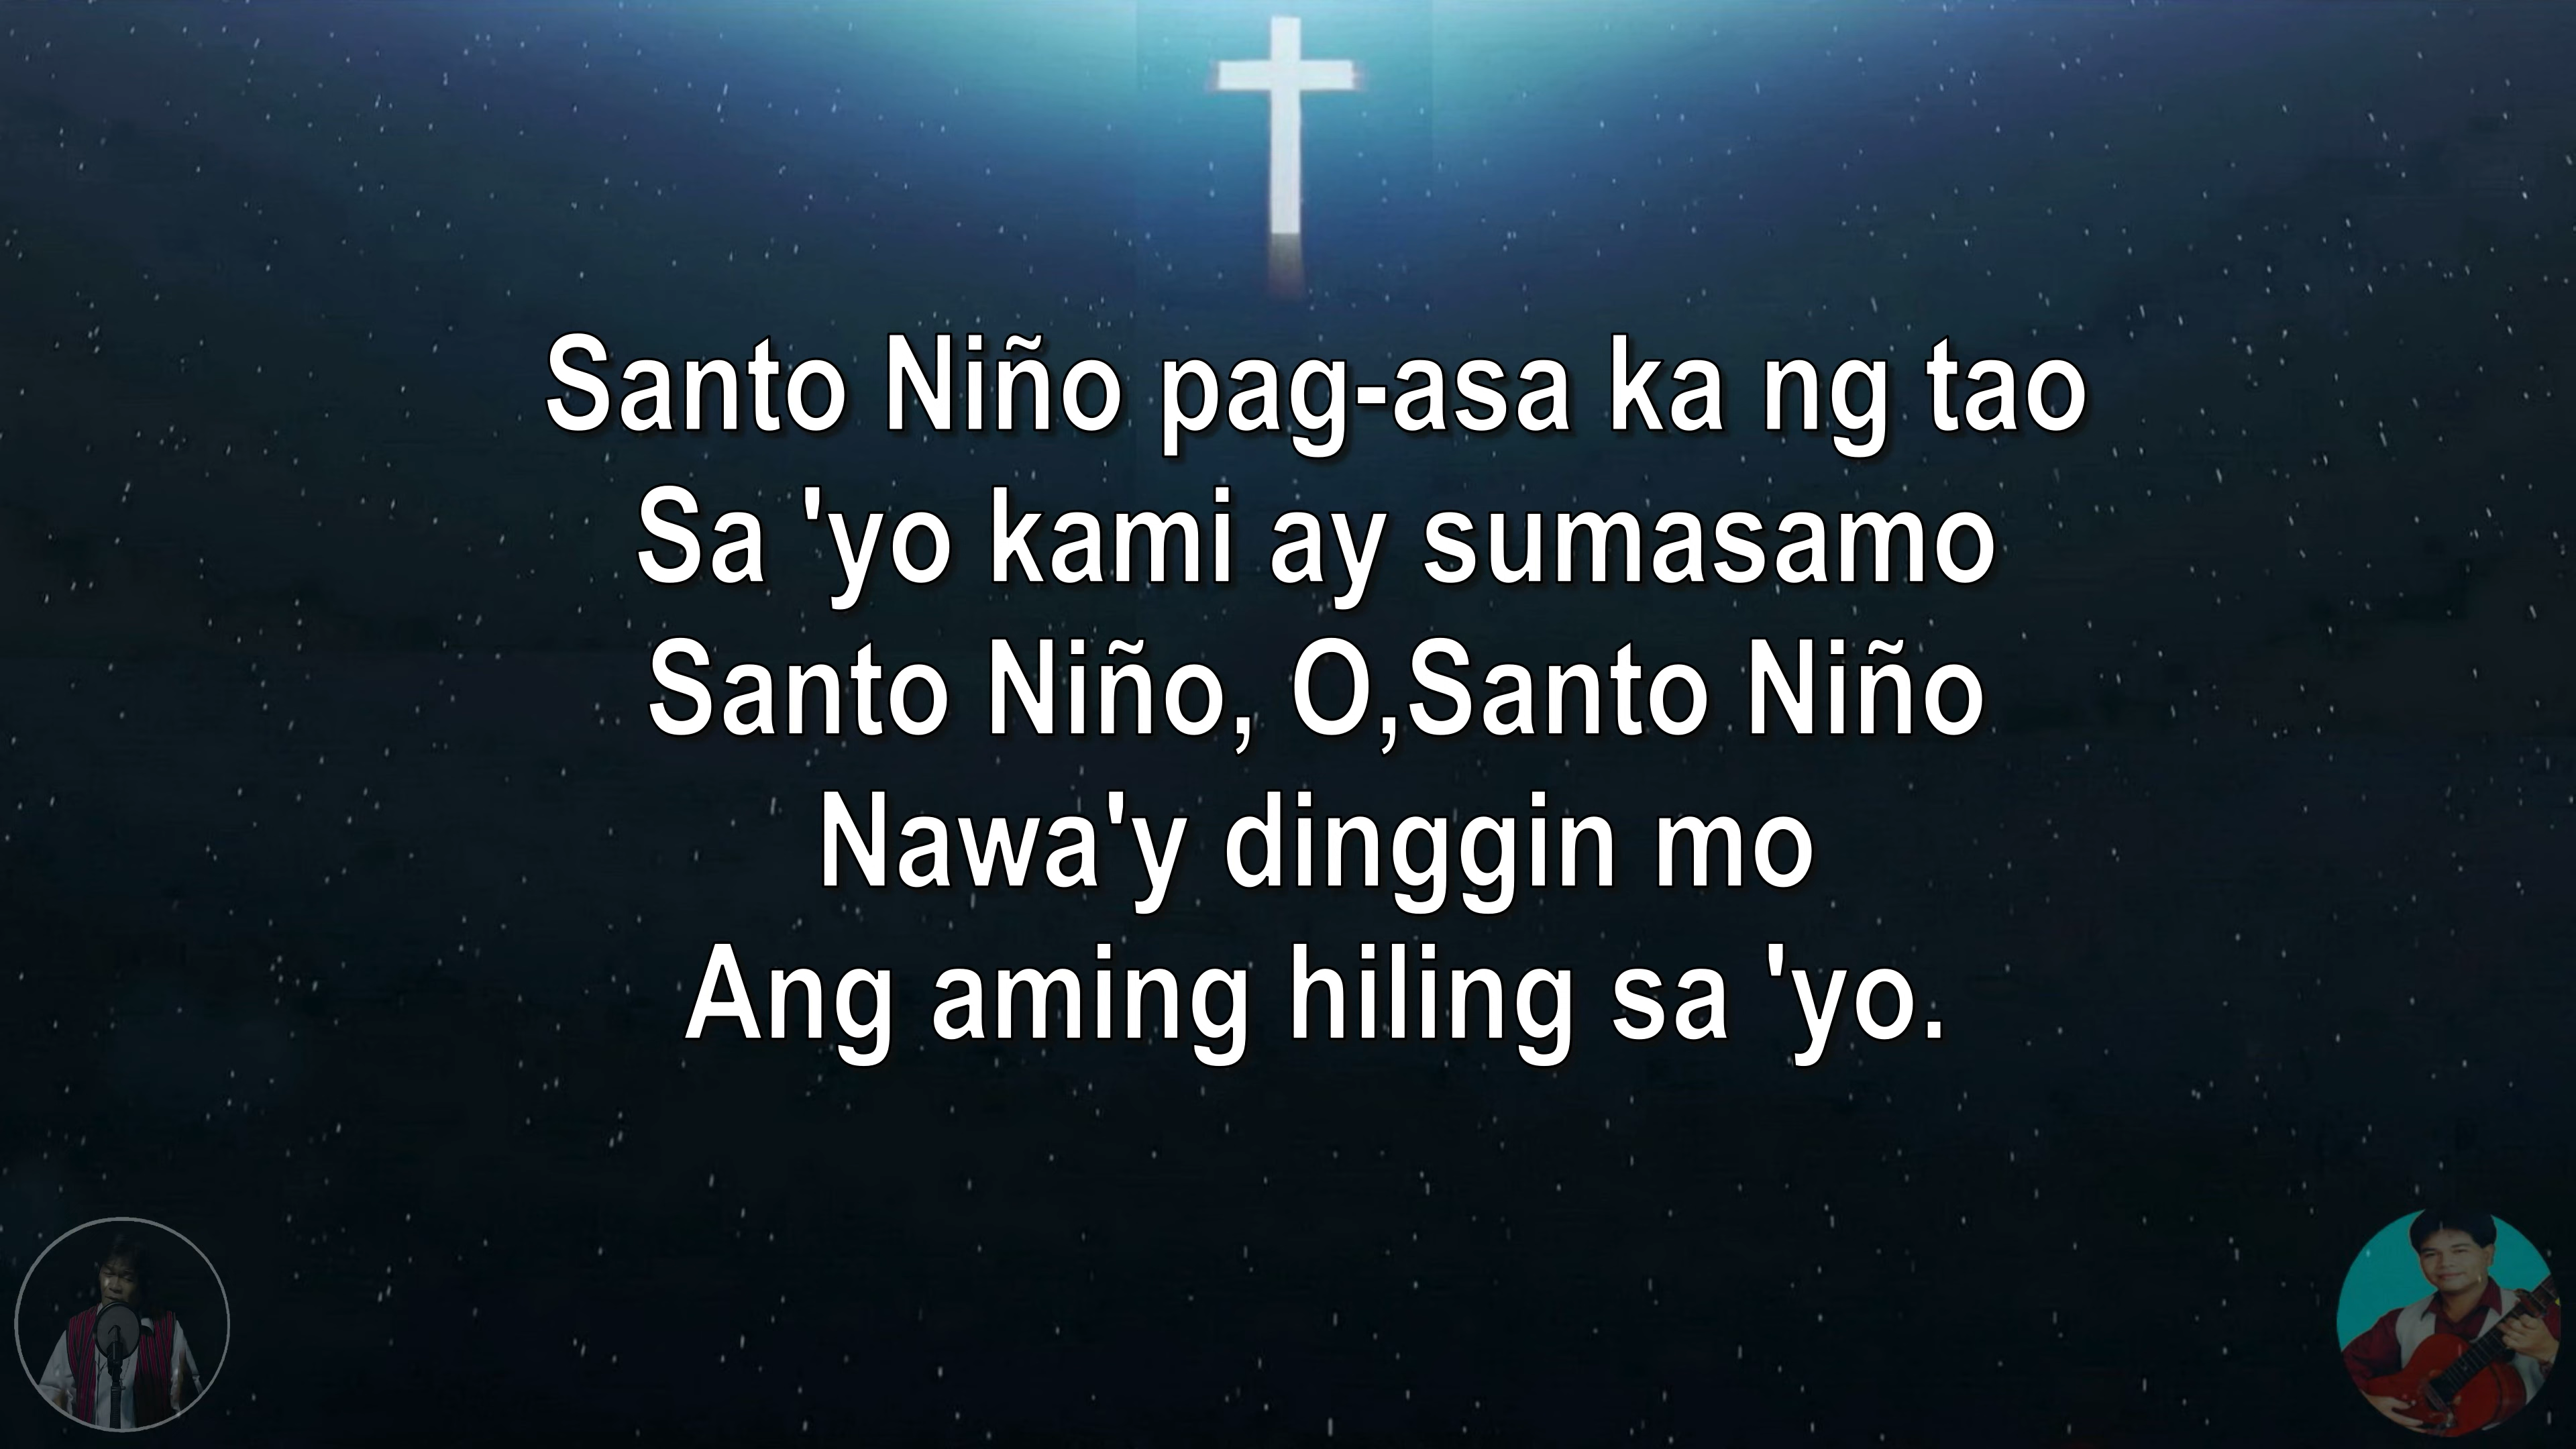 Santo Niño pag-asa ka ng tao
Sa 'yo kami ay sumasamo
Santo Niño, O,Santo Niño
Nawa'y dinggin mo
Ang aming hiling sa 'yo.